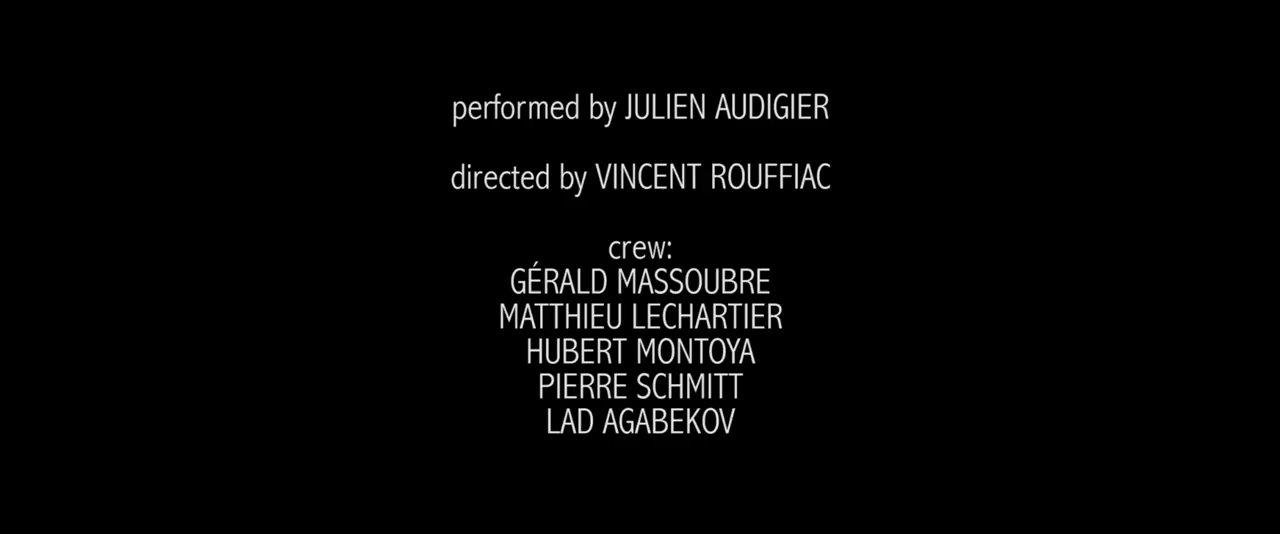 performed by JULIEN AUDIGIER
directed by VINCENT ROUFFIAC
crew:
GÉRALD MASSOUBRE
MATTHIEU LECHARTIER
HUBERT MONTOYA
PIERRE SCHMITT
LAD AGABEKOV